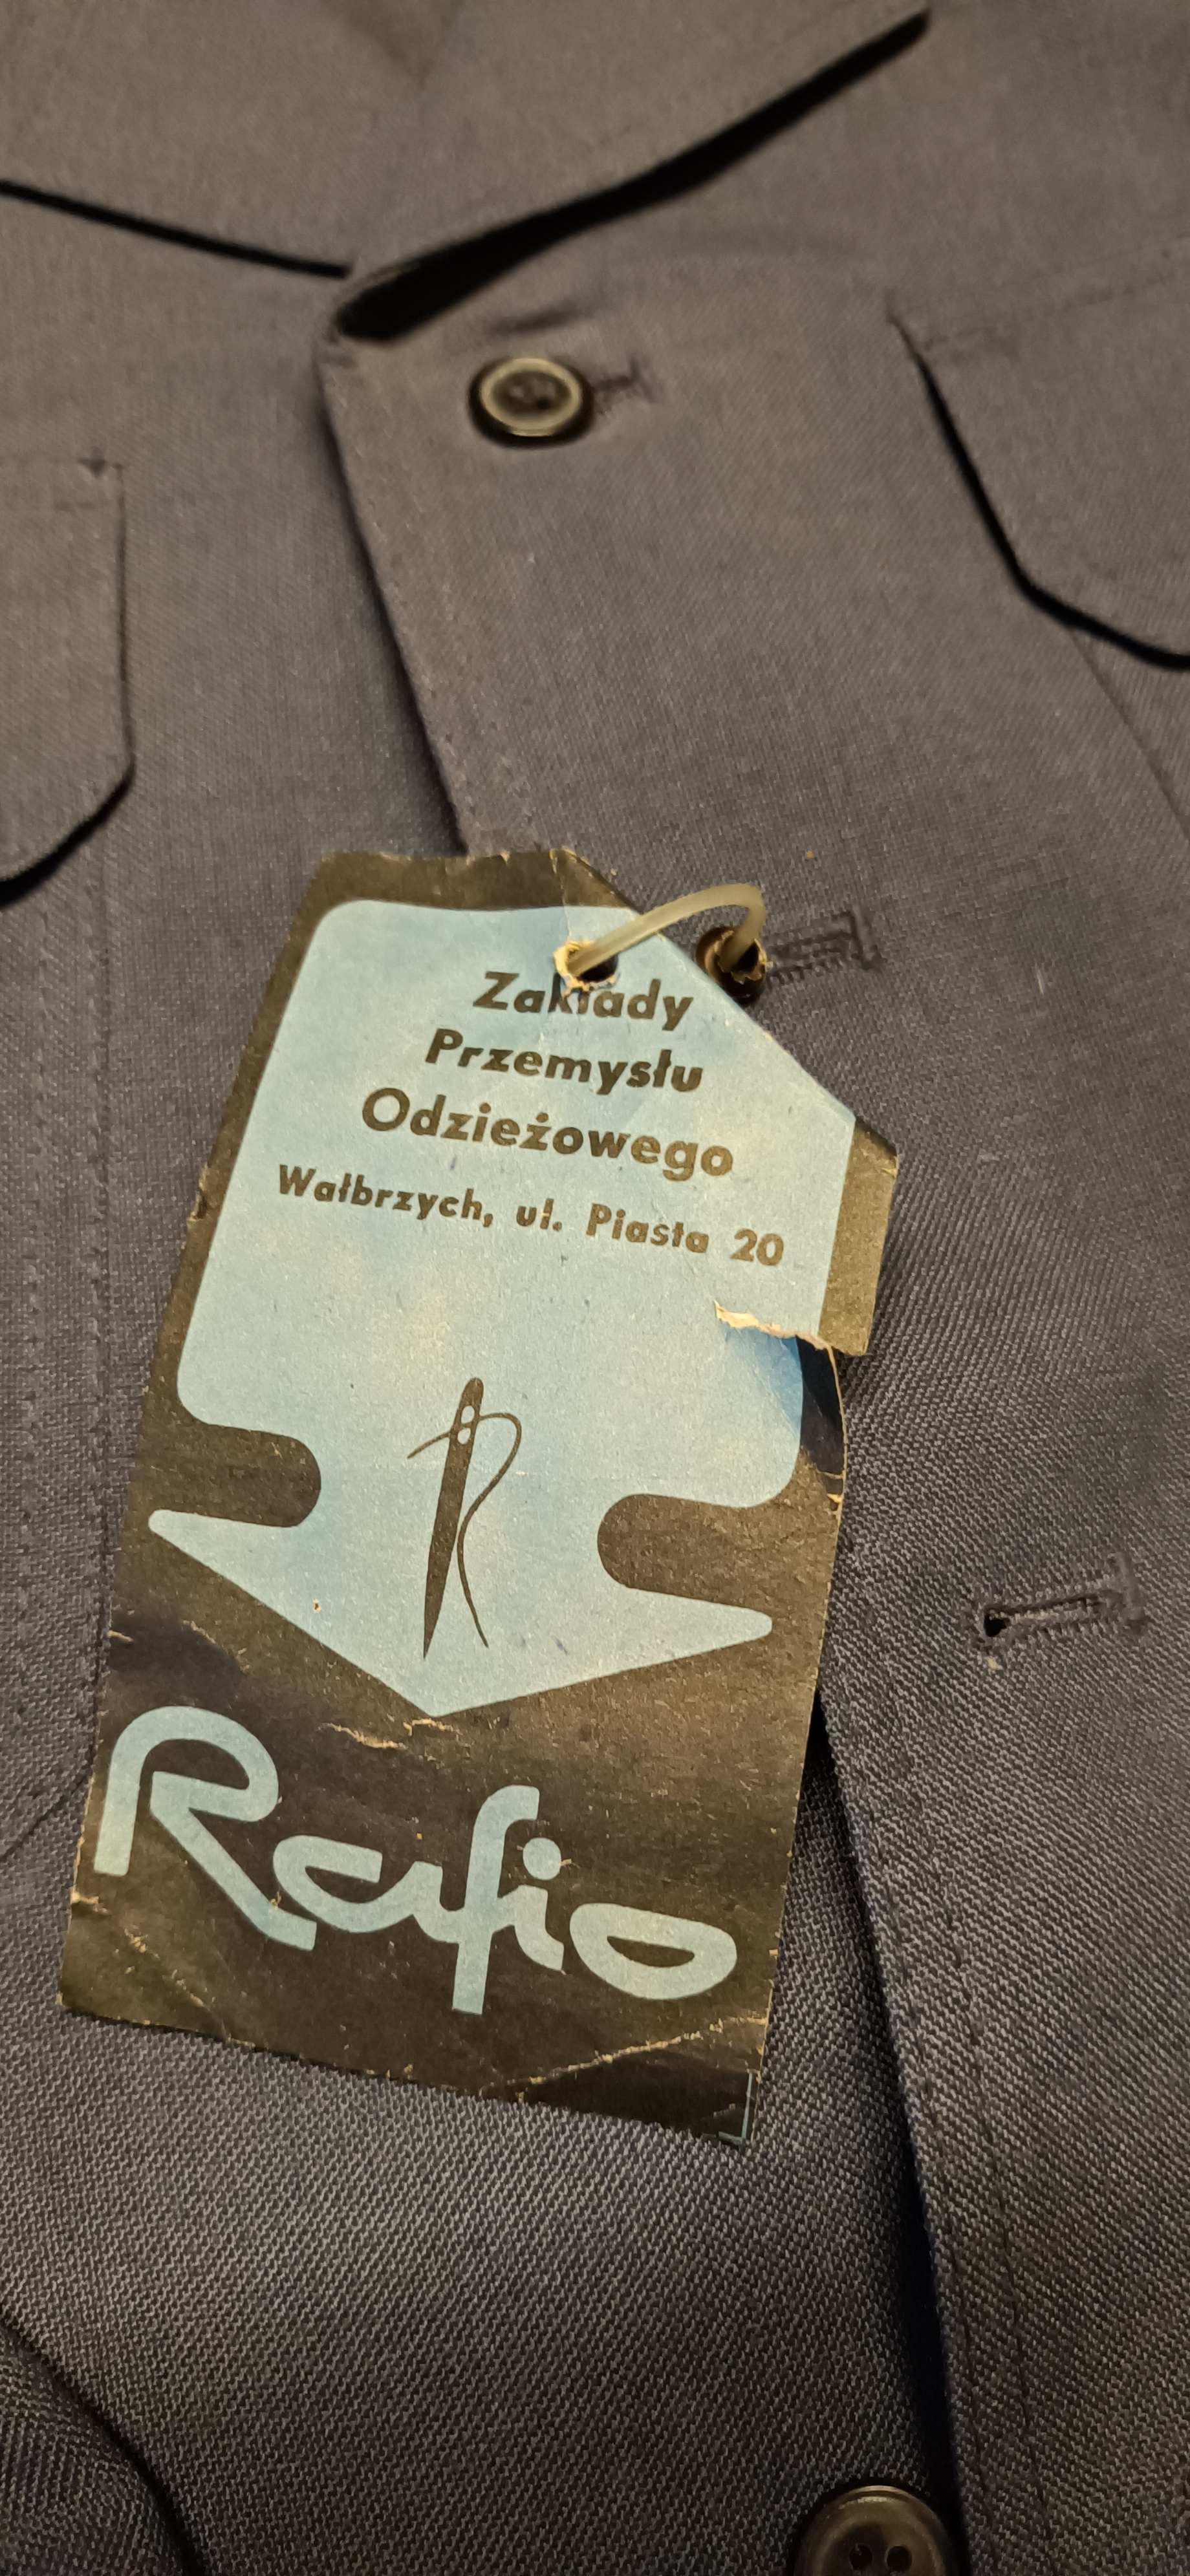 Zakłady
Przemysłu
Odzieżowego
Wałbrzych, ul. Piasta 20
Rafio